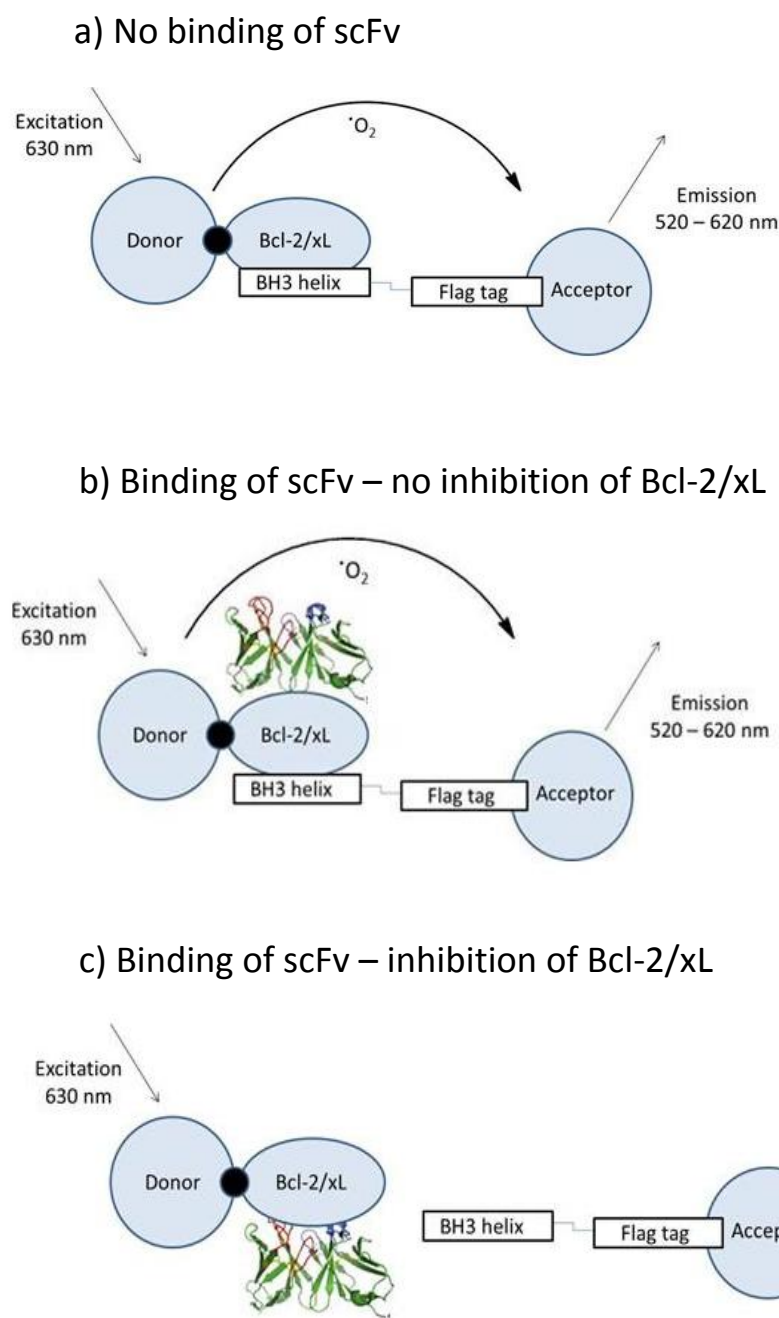 a) No binding of scFv
Excitation
630 nm
•O2
Emission
520 – 620 nm
Donor
Bcl-2/xL
BH3 helix
Flag tag
Acceptor
b) Binding of scFv – no inhibition of Bcl-2/xL
•O2
Excitation
630 nm
Emission
520 – 620 nm
Donor
Bcl-2/xL
BH3 helix
Flag tag
Acceptor
c) Binding of scFv – inhibition of Bcl-2/xL
Excitation
630 nm
Donor
Bcl-2/xL
BH3 helix
Flag tag
Accep